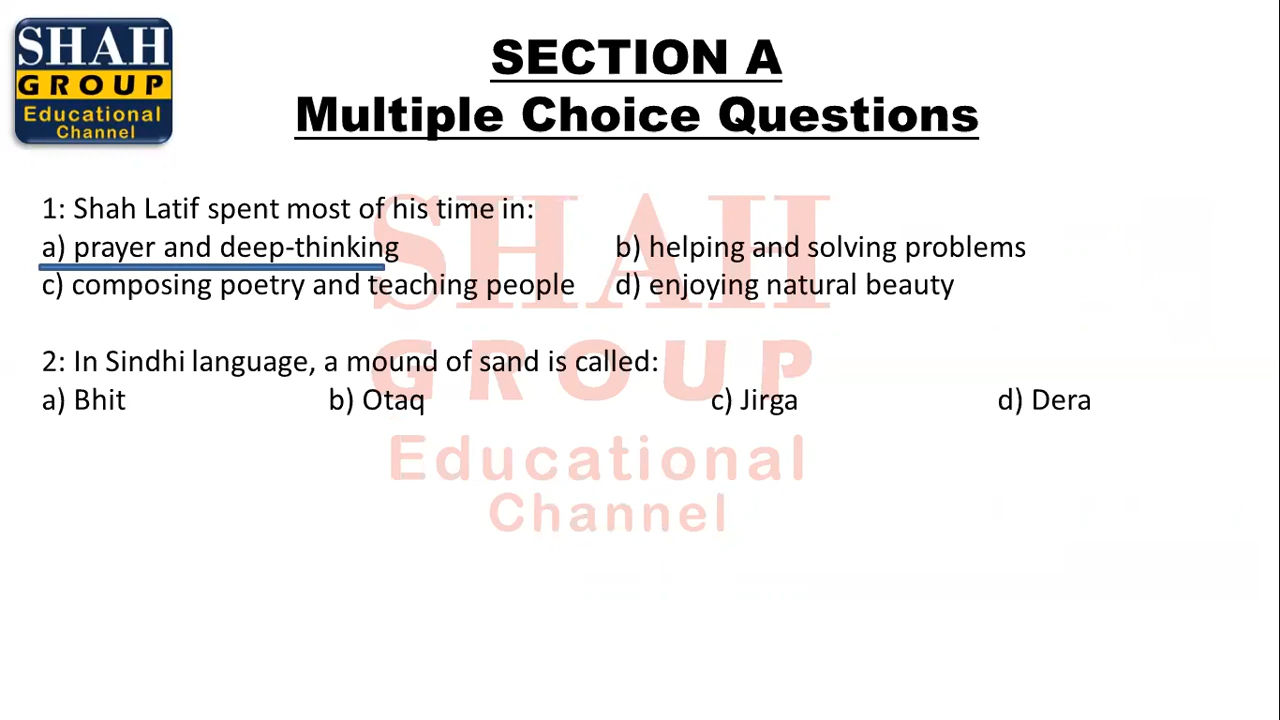 SHAH
GROUP
Educational
Channel
SECTION A
Multiple Choice Questions
1: Shah Latif spent most of his time in:
a) prayer and deep-thinking b) helping and solving problems
c) composing poetry and teaching people d) enjoying natural beauty
2: In Sindhi language, a mound of sand is called:
a) Bhit b) Otaq c) Jirga d) Dera
SHAH
GROUP
Educational
Channel